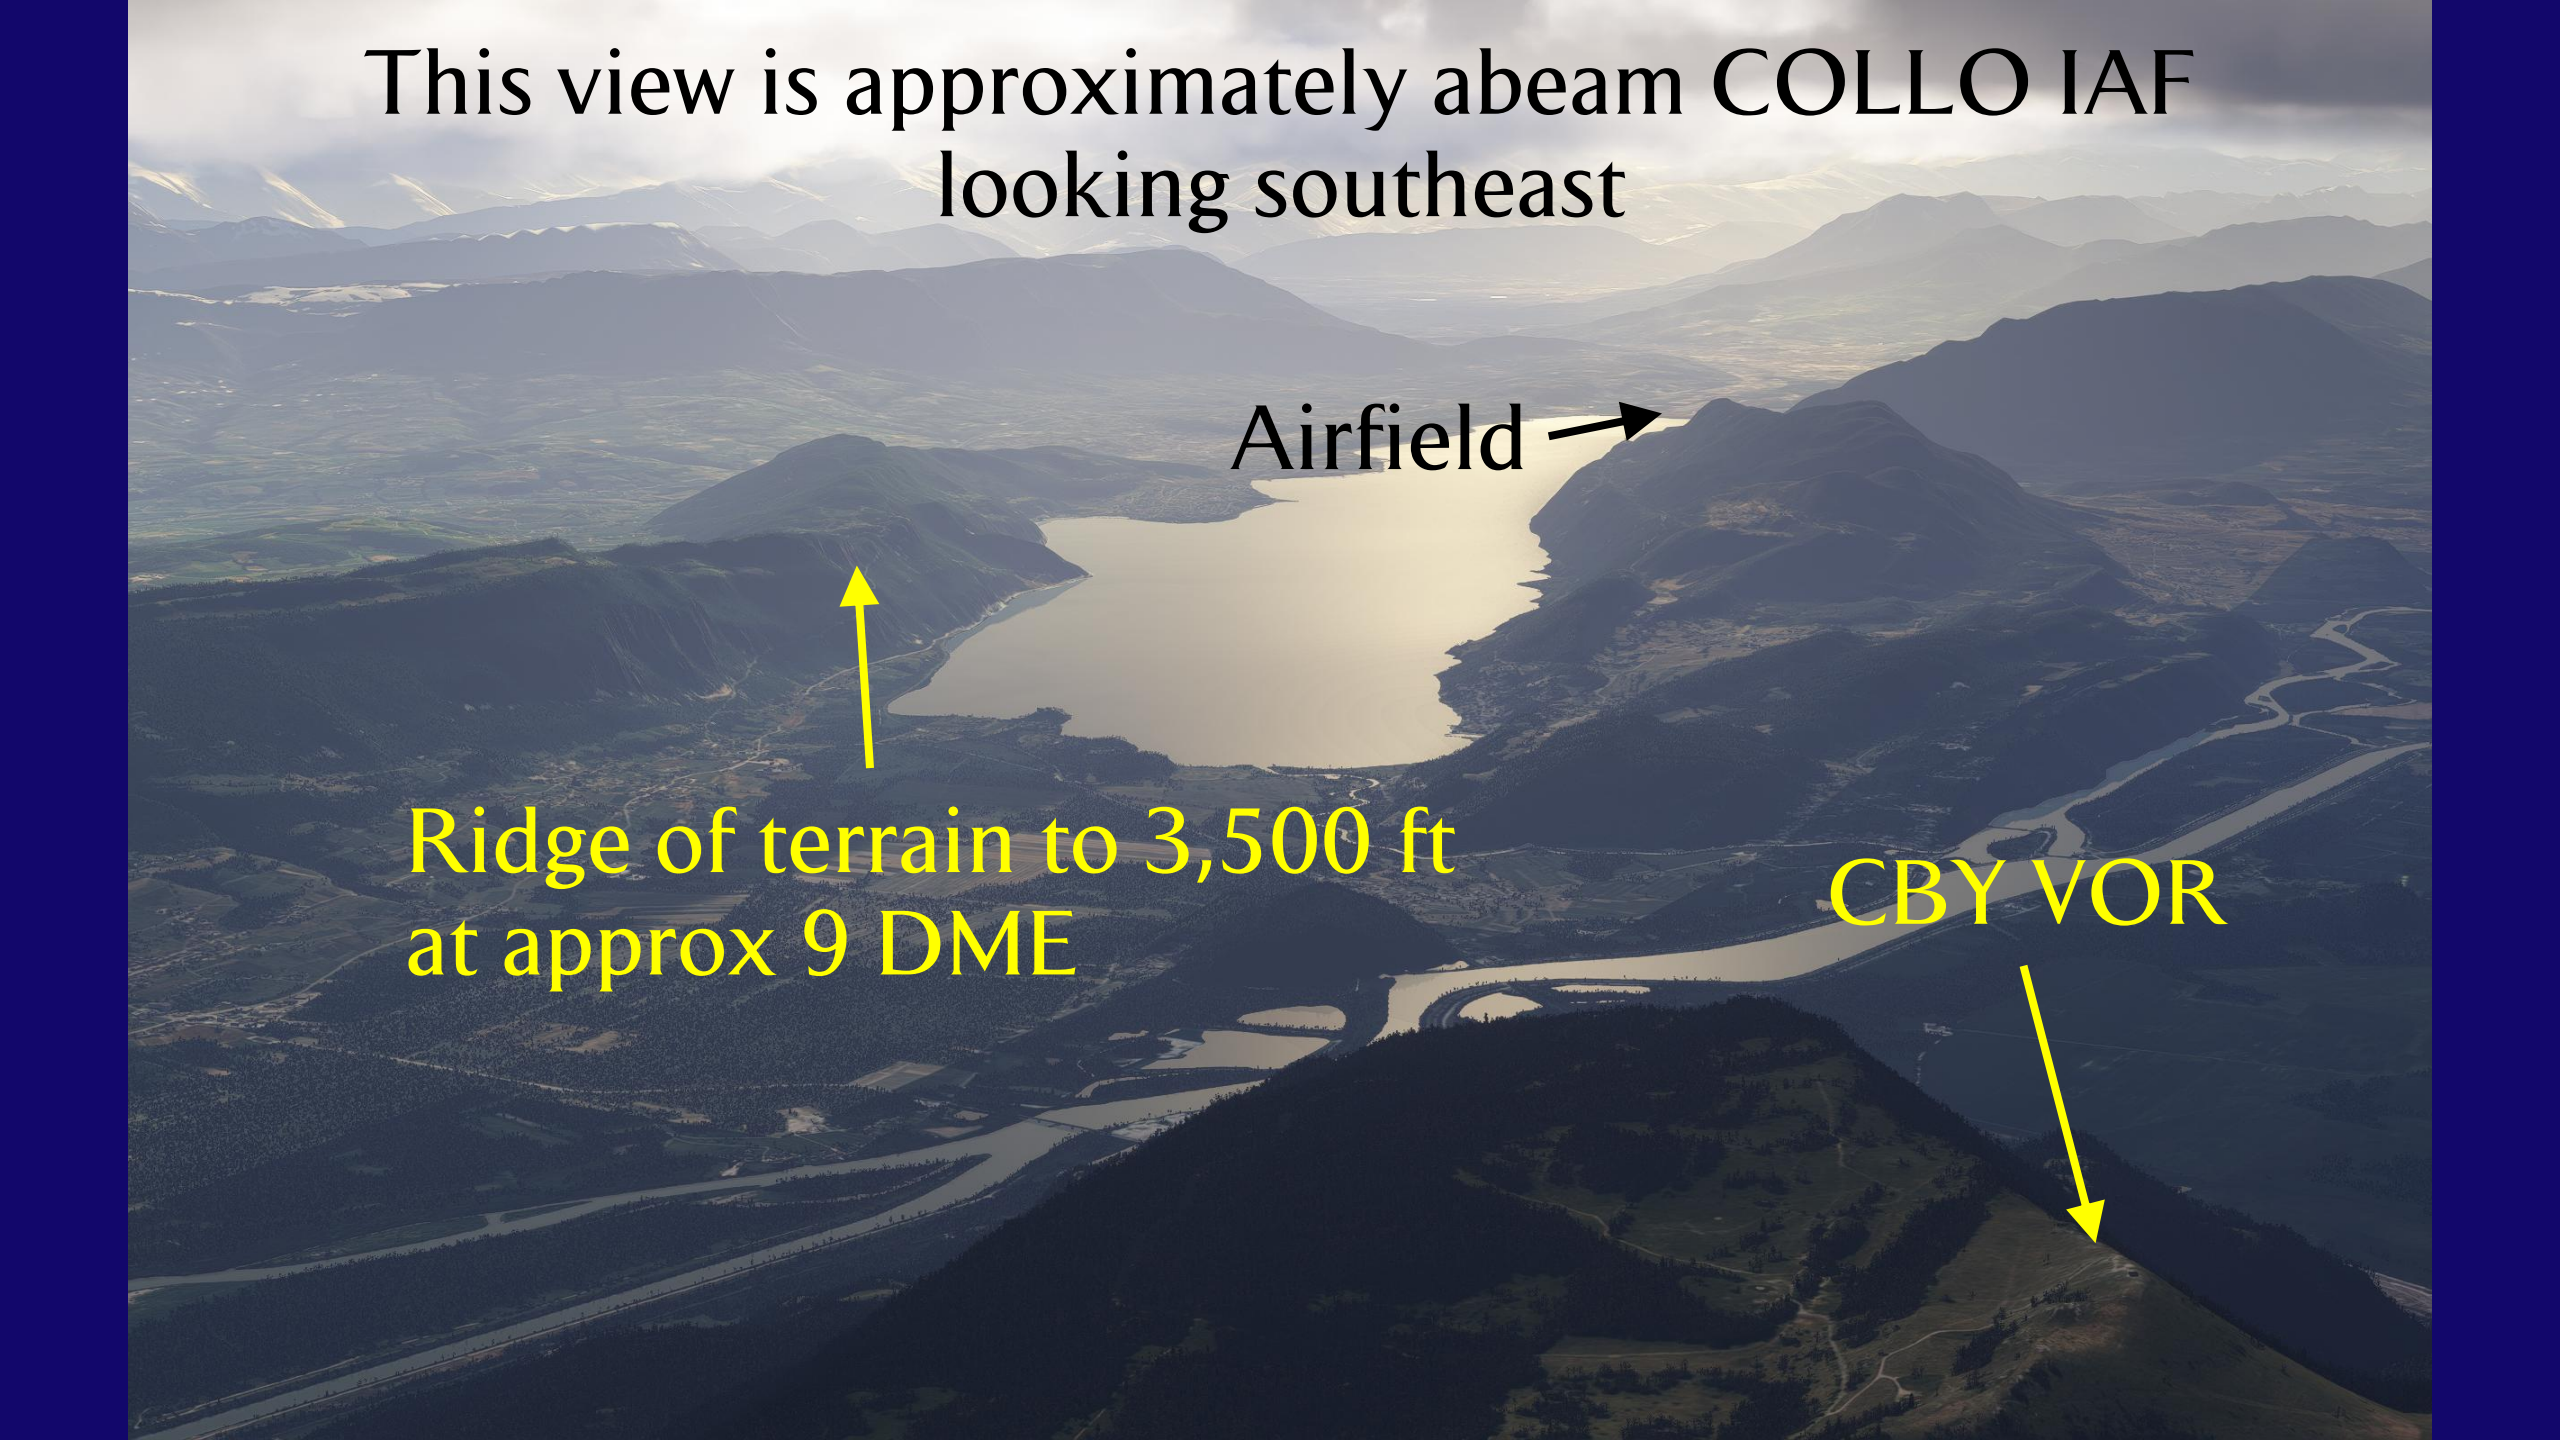 This view is approximately abeam COLLO IAF
looking southeast
Airfield
Ridge of terrain to 3,500 ft
at approx 9 DME
CBY VOR